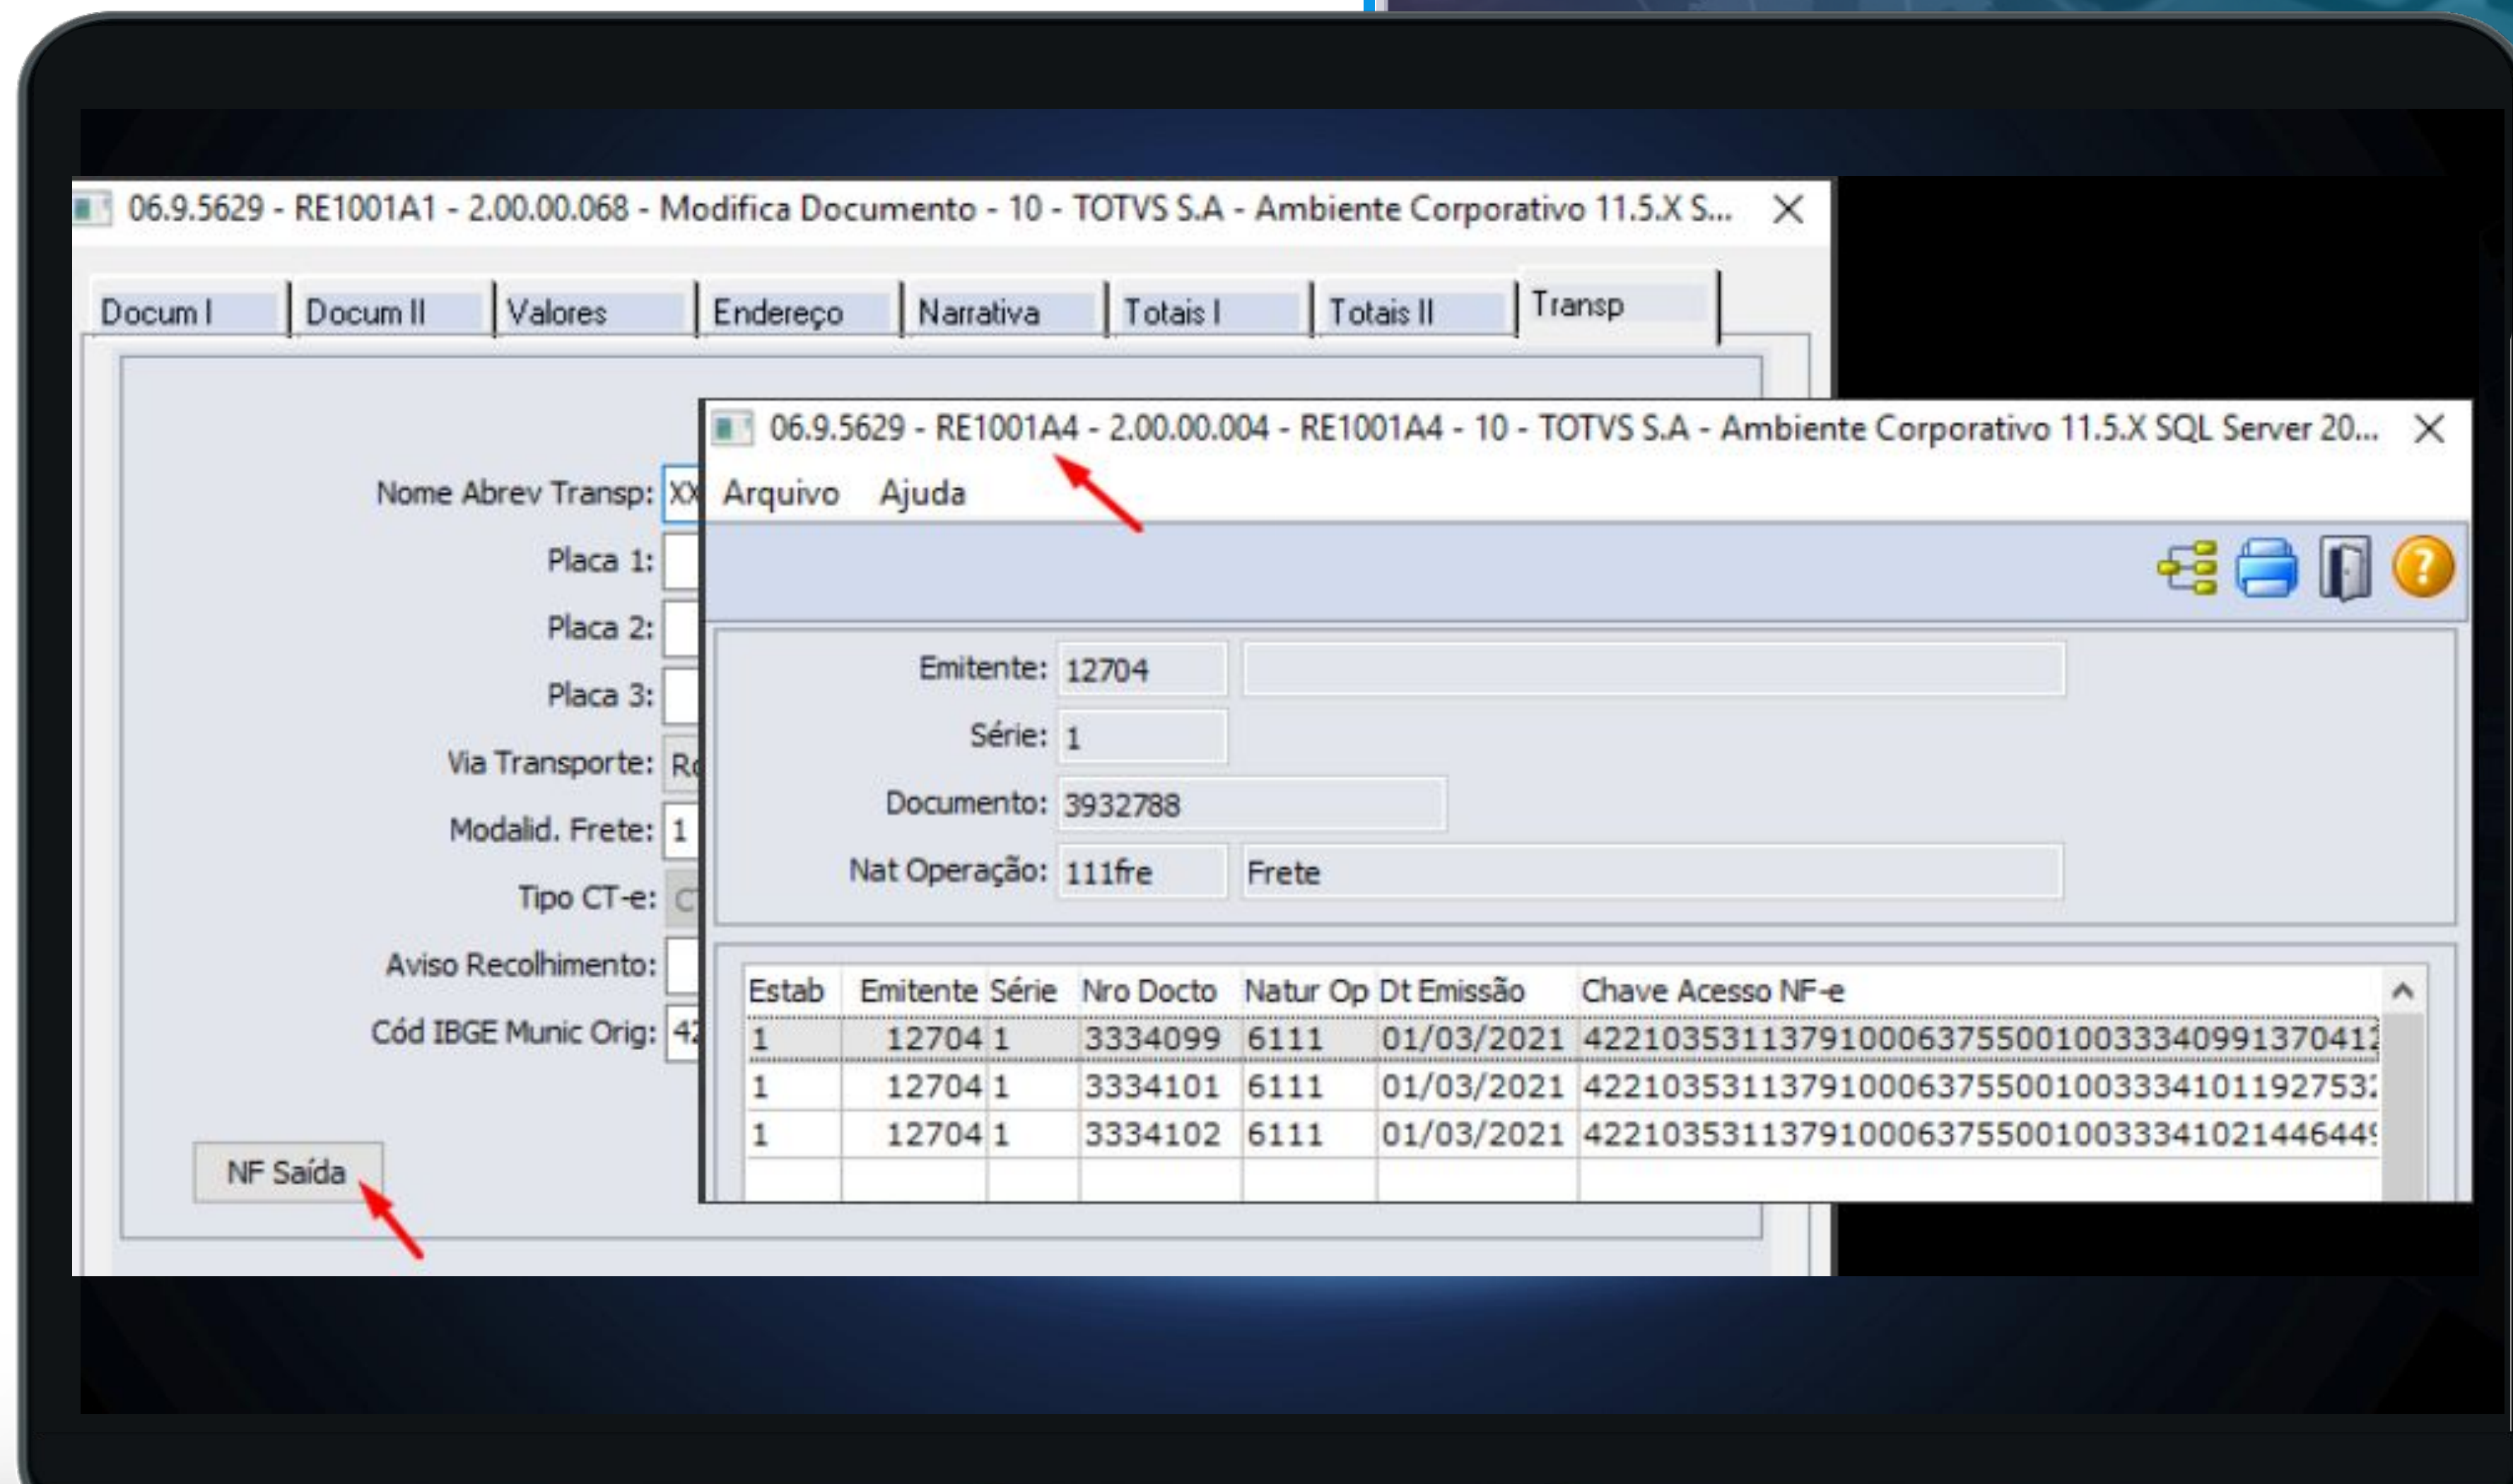 06.9.5629 - RE1001A1 - 2.00.00.068 - Modifica Documento - 10 - TOTVS S.A - Ambiente Corporativo 11.5.X S...
Docum I Docum II Valores Endereço Narrativa Totais I Totais II Transp
Nome Abrev Transp: XX
Placa 1:
Placa 2:
Placa 3:
Via Transporte:
Modalid. Frete: 1
Tipo CT-e:
Aviso Recolhimento:
Cód IBGE Munic Orig: 42
NF Saída
06.9.5629 - RE1001A4 - 2.00.00.004 - RE1001A4 - 10 - TOTVS S.A - Ambiente Corporativo 11.5.X SQL Server 20...
Arquivo Ajuda
Emitente: 12704
Série: 1
Documento: 3932788
Nat Operação: 111fre Frete
Estab Emitente Série Nro Docto Natur Op Dt Emissão Chave Acesso NF-e
1 12704 1 3334099 6111 01/03/2021 42210353113791000637550010033340991370412
1 12704 1 3334101 6111 01/03/2021 42210353113791000637550010033341011927532
1 12704 1 3334102 6111 01/03/2021 4221035311379100063755001003334102144644